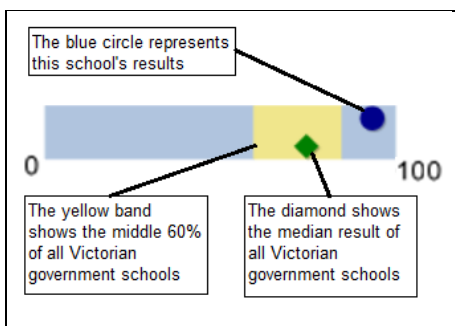 The blue circle represents
this school's results
0
100
The yellow band
shows the middle 60%
of all Victorian
government schools
The diamond shows
the median result of
all Victorian
government schools